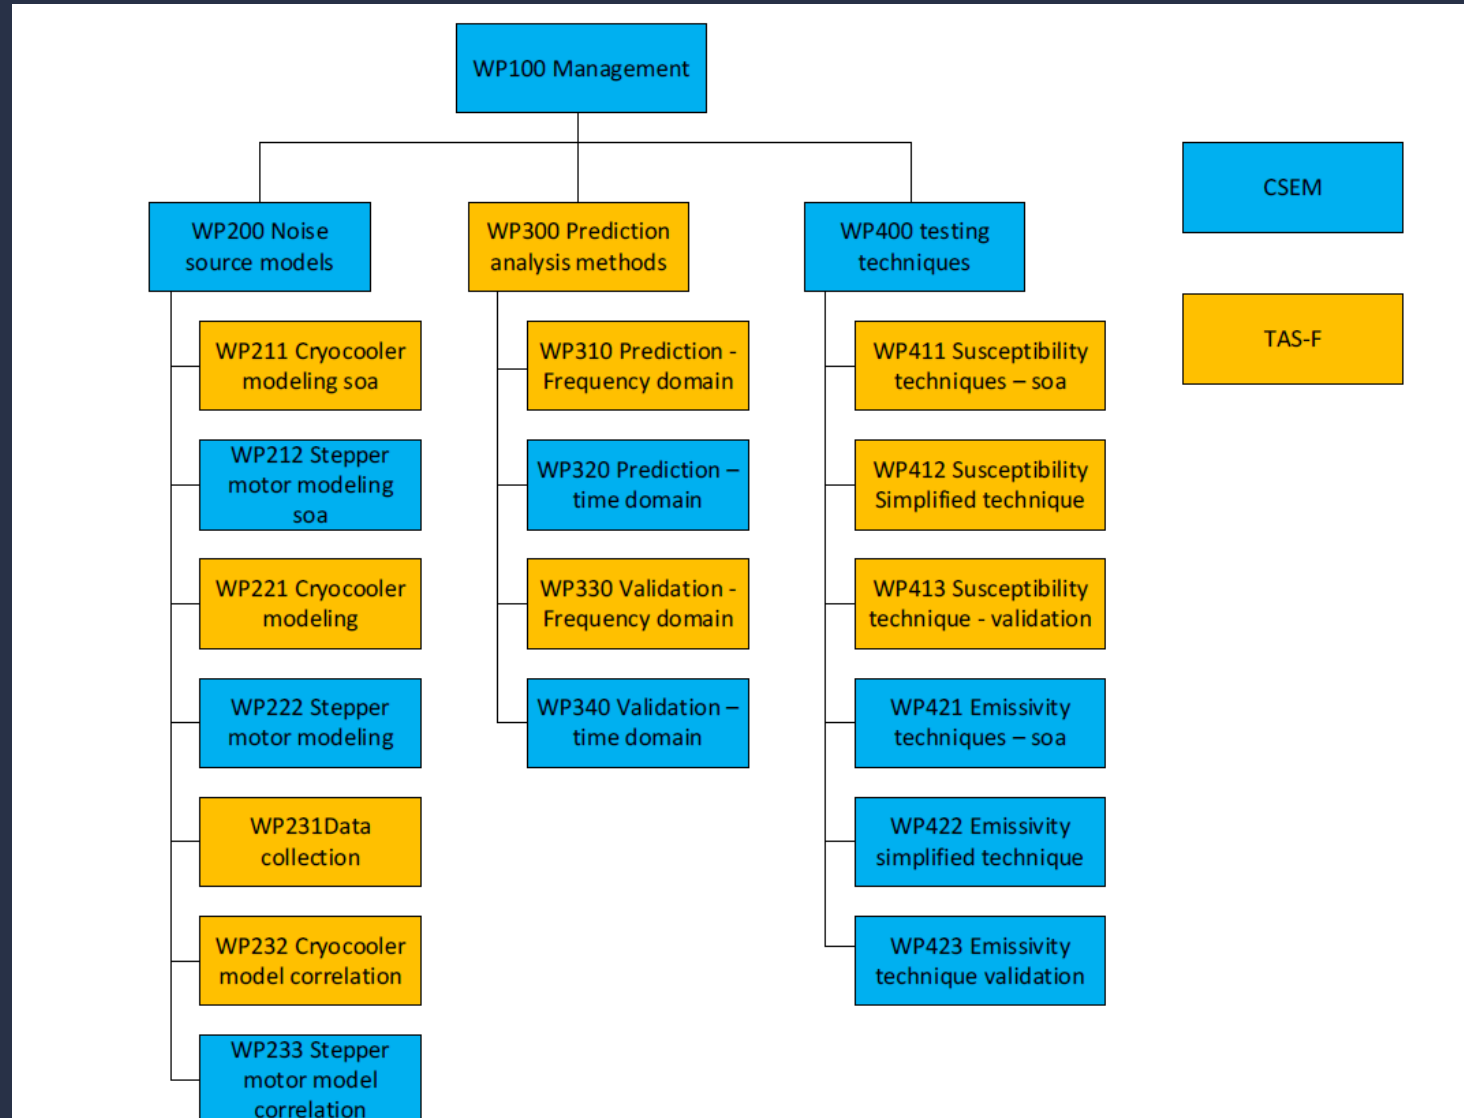 WP100 Management
CSEM
TAS-F
WP200 Noise
source models
WP211 Cryocooler
modeling soa
WP212 Stepper
motor modeling
soa
WP221 Cryocooler
modeling
WP222 Stepper
motor modeling
WP231Data
collection
WP232 Cryocooler
model correlation
WP233 Stepper
motor model
correlation
WP300 Prediction
analysis methods
WP310 Prediction -
Frequency domain
WP320 Prediction –
time domain
WP330 Validation -
Frequency domain
WP340 Validation –
time domain
WP400 testing
techniques
WP411 Susceptibility
techniques – soa
WP412 Susceptibility
Simplified technique
WP413 Susceptibility
technique - validation
WP421 Emissivity
techniques – soa
WP422 Emissivity
simplified technique
WP423 Emissivity
technique validation